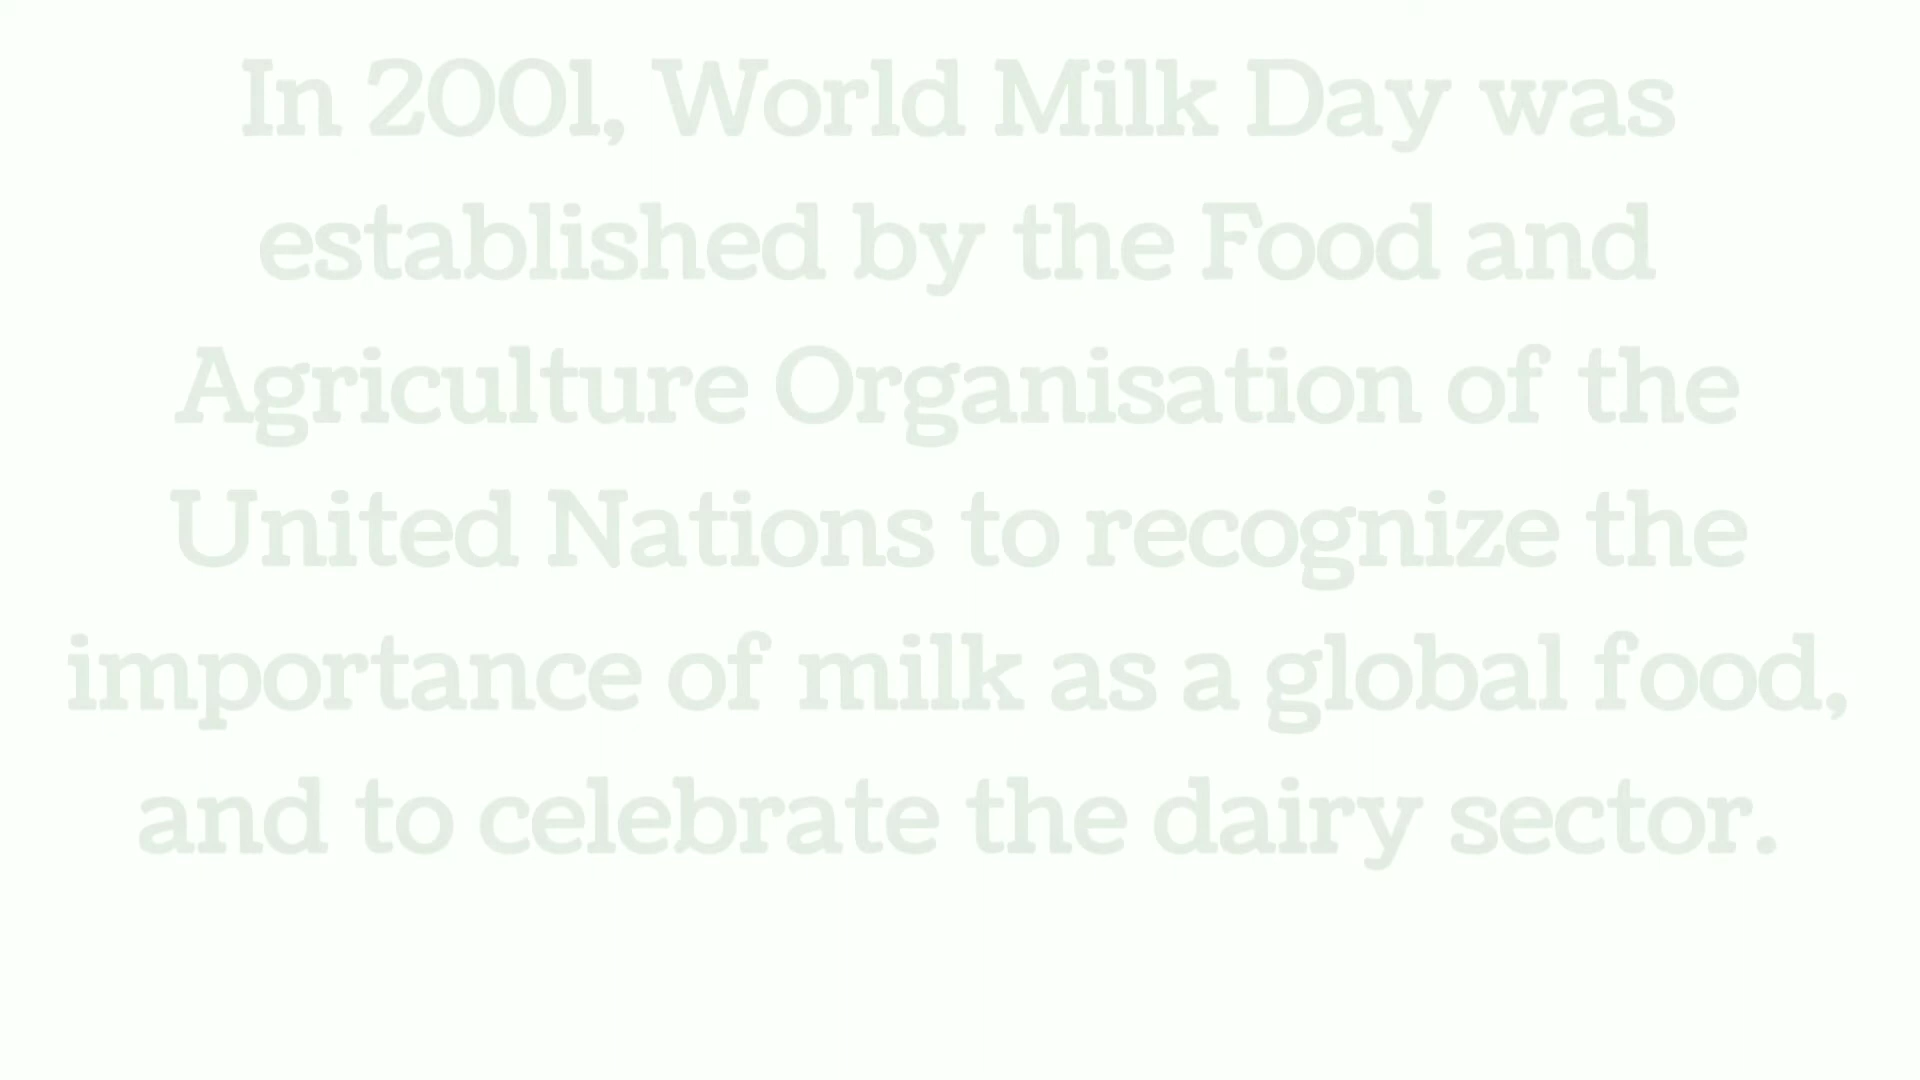 In 2001, World Milk Day was
established by the Food and
Agriculture Organisation of the
United Nations to recognize the
importance of milk as a global food,
and to celebrate the dairy sector.